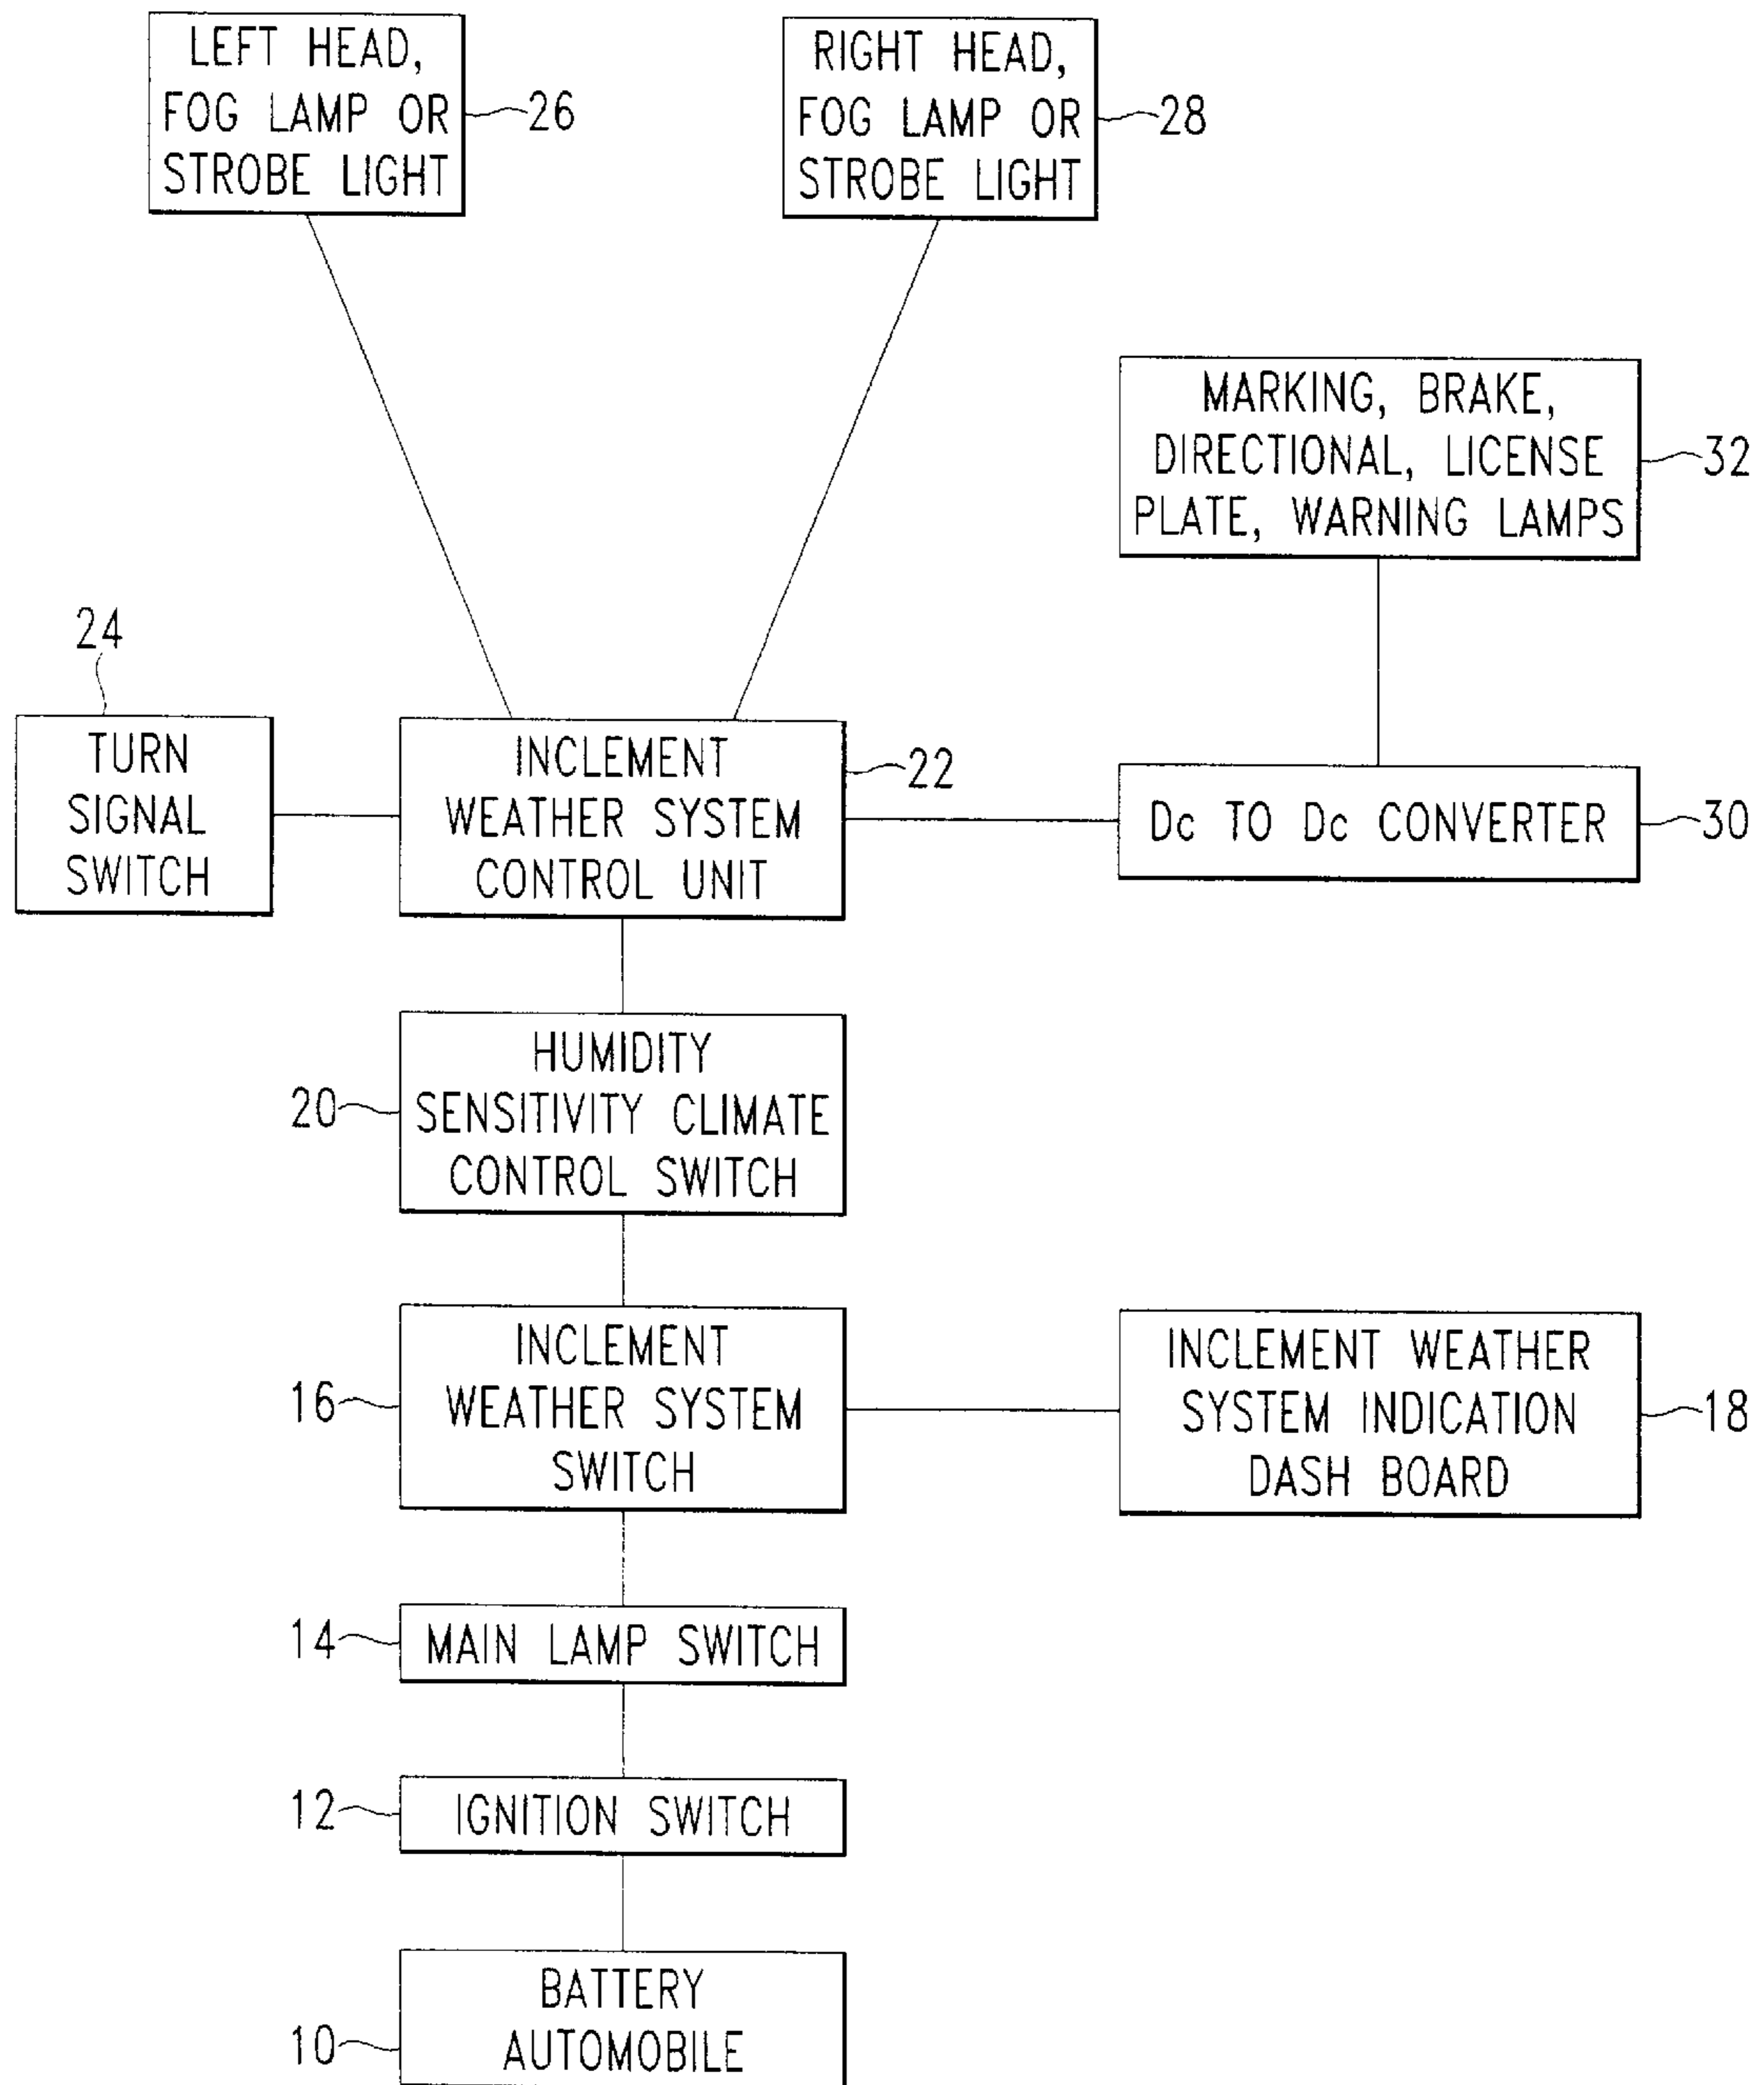 LEFT HEAD,
FOG LAMP OR
STROBE LIGHT
26
RIGHT HEAD,
FOG LAMP OR
STROBE LIGHT
28
MARKING, BRAKE,
DIRECTIONAL, LICENSE
PLATE, WARNING LAMPS
32
24
TURN
SIGNAL
SWITCH
INCLEMENT
WEATHER SYSTEM
CONTROL UNIT
22
Dc TO Dc CONVERTER
30
HUMIDITY
SENSITIVITY CLIMATE
CONTROL SWITCH
20
INCLEMENT
WEATHER SYSTEM
SWITCH
16
INCLEMENT WEATHER
SYSTEM INDICATION
DASH BOARD
18
14
MAIN LAMP SWITCH
12
IGNITION SWITCH
BATTERY
AUTOMOBILE
10